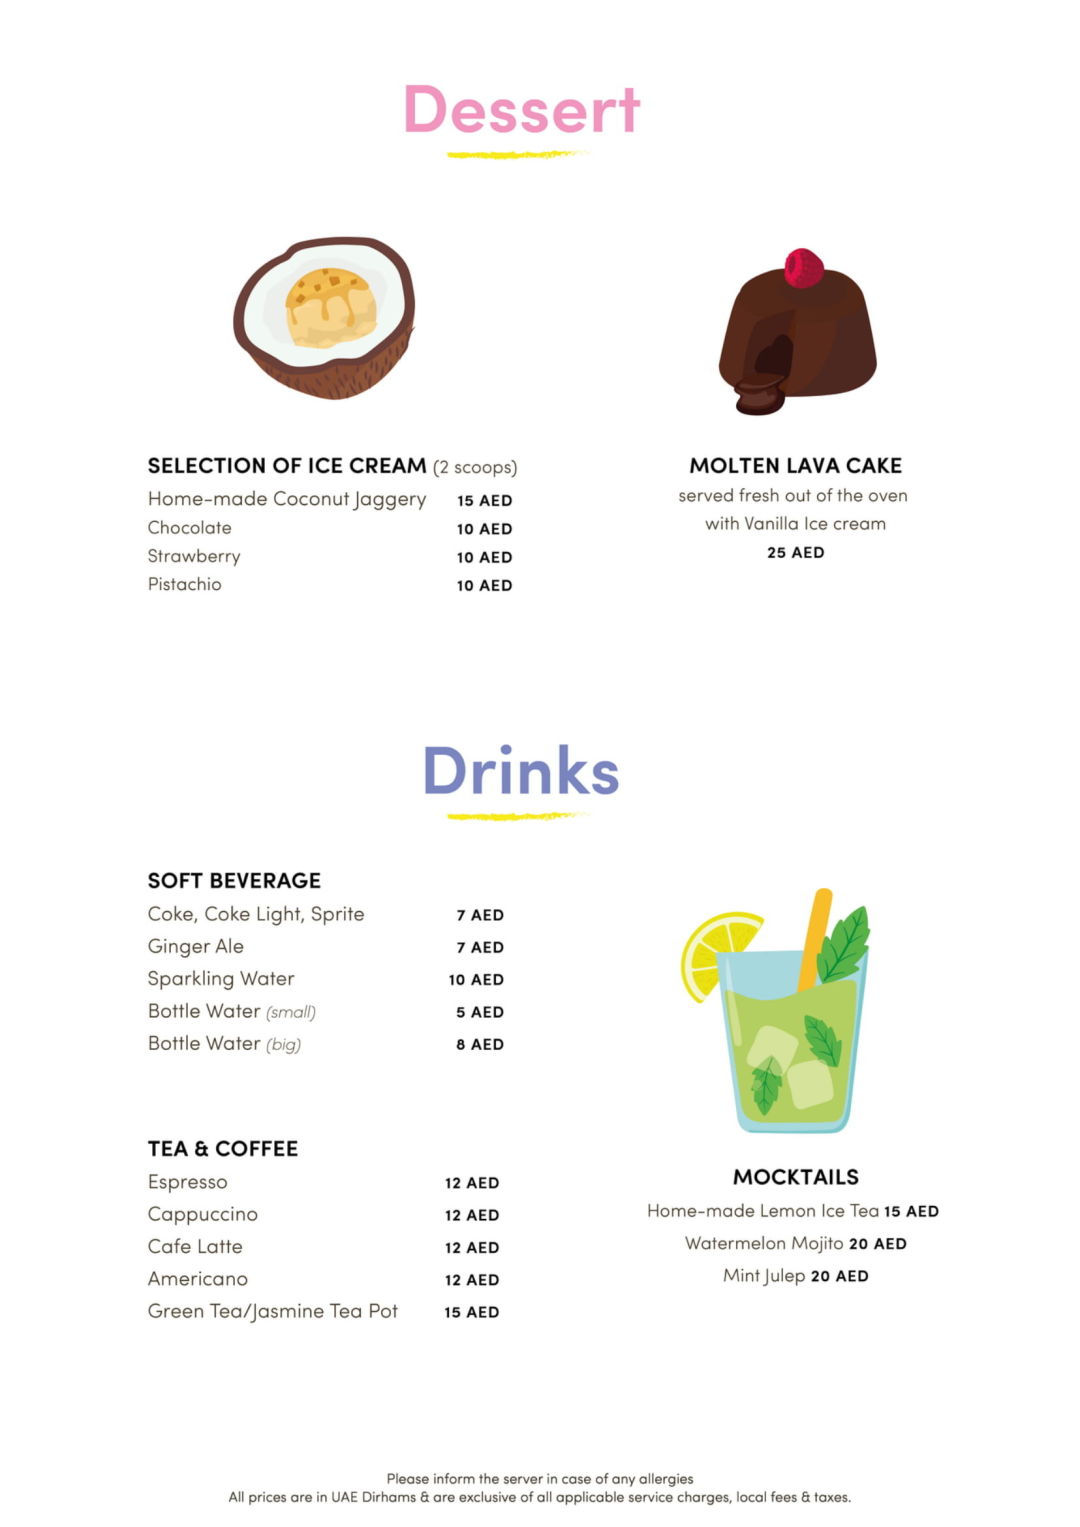 Dessert
SELECTION OF ICE CREAM (2 scoops)
Home-made Coconut Jaggery 15 AED
Chocolate 10 AED
Strawberry 10 AED
Pistachio 10 AED
MOLTEN LAVA CAKE
served fresh out of the oven
with Vanilla Ice cream
25 AED
Drinks
SOFT BEVERAGE
Coke, Coke Light, Sprite 7 AED
Ginger Ale 7 AED
Sparkling Water 10 AED
Bottle Water (small) 5 AED
Bottle Water (big) 8 AED
TEA & COFFEE
Espresso 12 AED
Cappuccino 12 AED
Cafe Latte 12 AED
Americano 12 AED
Green Tea/Jasmine Tea Pot 15 AED
MOCKTAILS
Home-made Lemon Ice Tea 15 AED
Watermelon Mojito 20 AED
Mint Julep 20 AED
Please inform the server in case of any allergies
All prices are in UAE Dirhams & are exclusive of all applicable service charges, local fees & taxes.